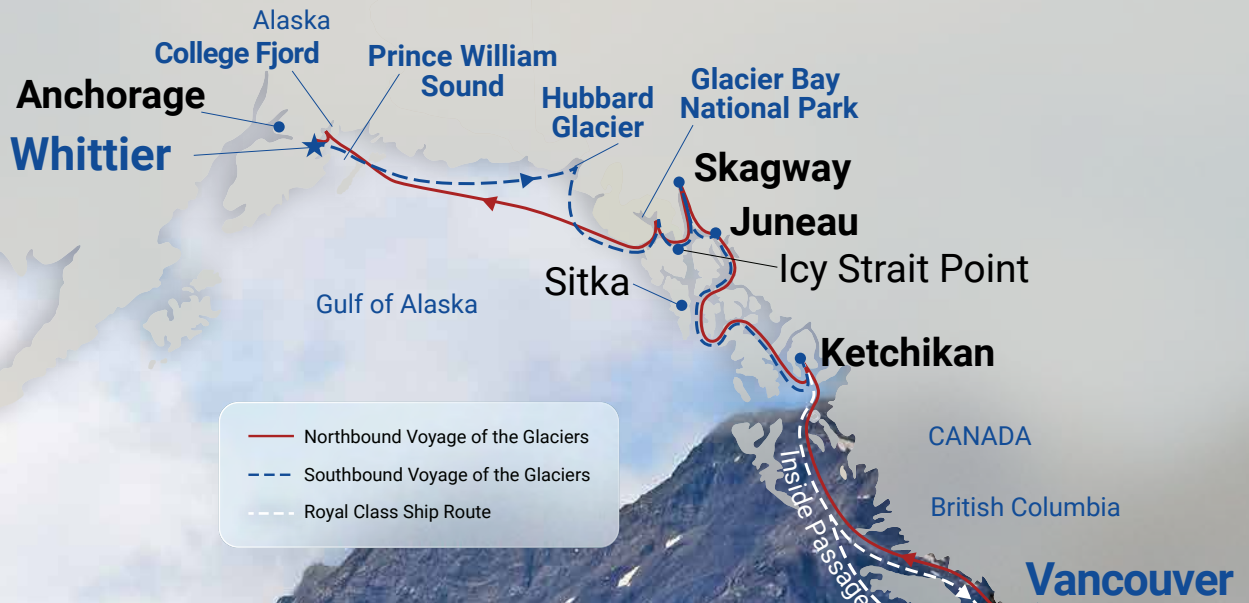 Alaska
College Fjord
Prince William
Sound
Anchorage
Whittier
Hubbard
Glacier
Glacier Bay
National Park
Skagway
Juneau
Icy Strait Point
Sitka
Gulf of Alaska
Ketchikan
Northbound Voyage of the Glaciers
Southbound Voyage of the Glaciers
Royal Class Ship Route
CANADA
Inside Passage
British Columbia
Vancouver